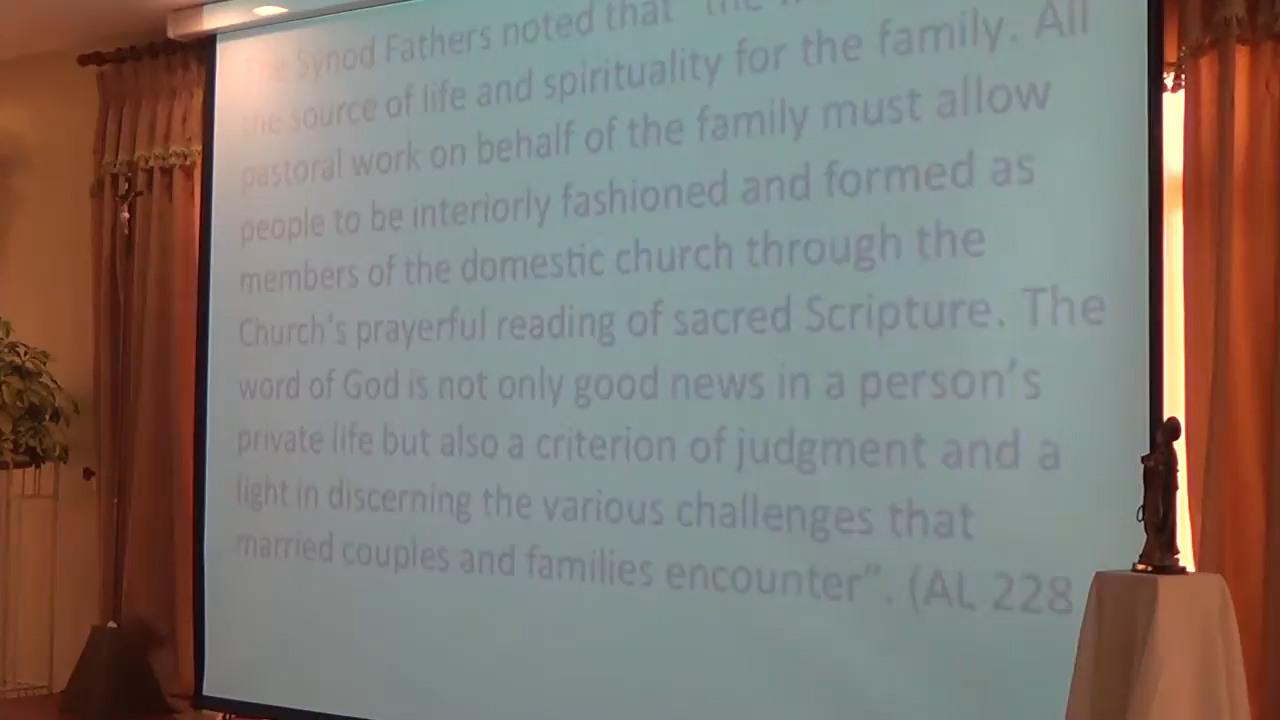 Synod Fathers noted that "the
the source of life and spirituality for the family. All
pastoral work on behalf of the family must allow
people to be interiorly fashioned and formed as
members of the domestic church through the
Church's prayerful reading of sacred Scripture. The
word of God is not only good news in a person's
private life but also a criterion of judgment and a
light in discerning the various challenges that
married couples and families encounter". (AL 228